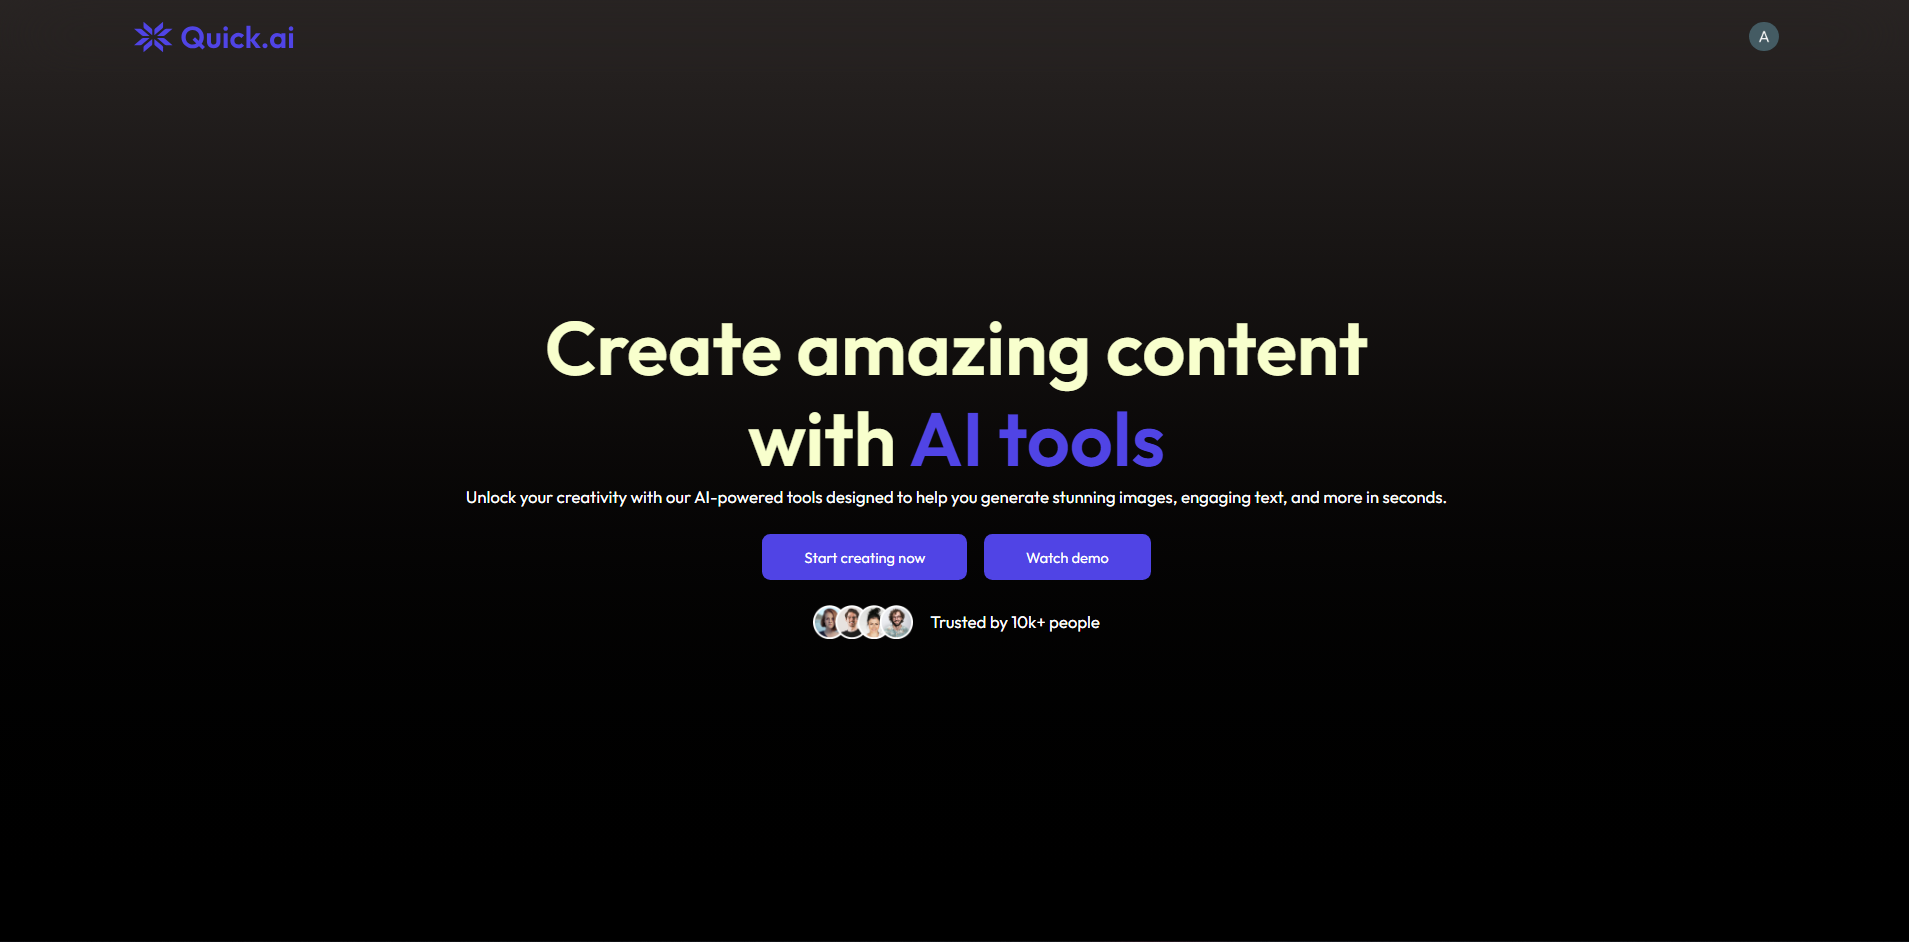 Quick.ai
A
Create amazing content
with AI tools
Unlock your creativity with our AI-powered tools designed to help you generate stunning images, engaging text, and more in seconds.
Start creating now
Watch demo
Trusted by 10k+ people